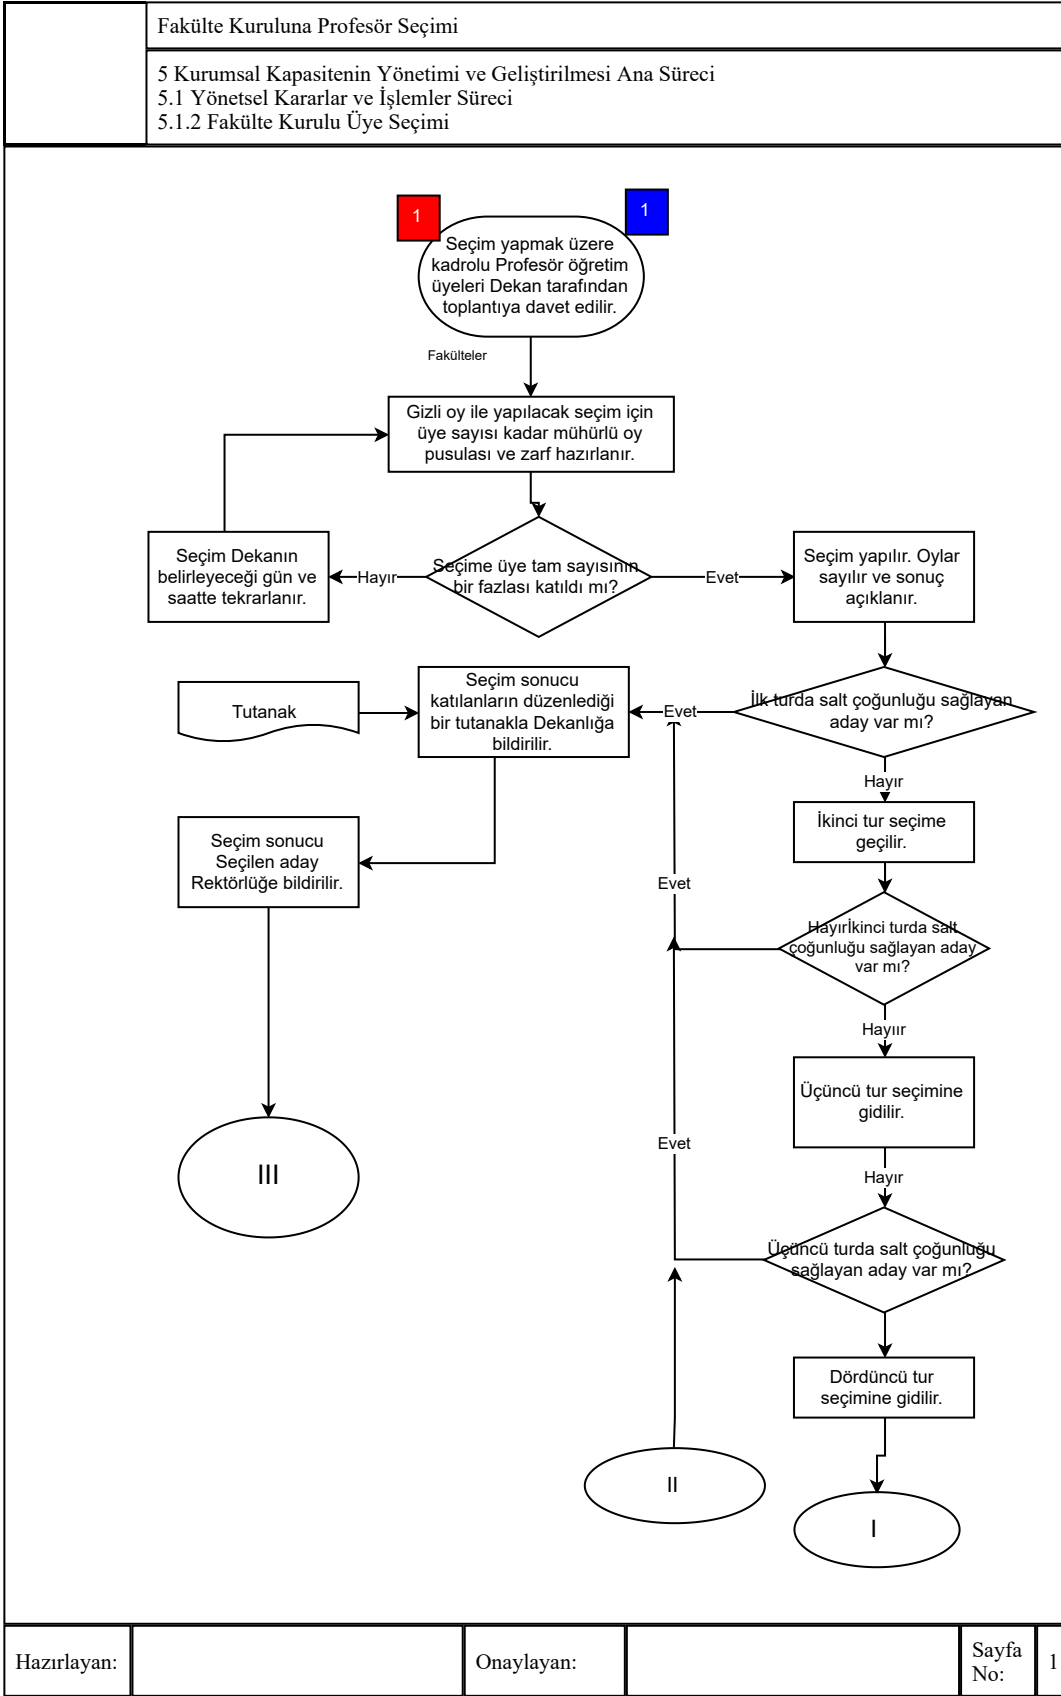 Fakülte Kuruluna Profesör Seçimi
5 Kurumsal Kapasitenin Yönetimi ve Geliştirilmesi Ana Süreci
5.1 Yönetsel Kararlar ve İşlemler Süreci
5.1.2 Fakülte Kurulu Üye Seçimi
1
1
Seçim yapmak üzere
kadrolu Profesör öğretim
üyeleri Dekan tarafından
toplantıya davet edilir.
Fakülteler
Gizli oy ile yapılacak seçim için
üye sayısı kadar mühürlü oy
pusulası ve zarf hazırlanır.
Seçim Dekanın
belirleyeceği gün ve
saatte tekrarlanır.
Hayır
Seçime üye tam sayısının
bir fazlası katıldı mı?
Evet
Seçim yapılır. Oylar
sayılır ve sonuç
açıklanır.
Tutanak
Seçim sonucu
katılanların düzenlediği
bir tutanakla Dekanlığa
bildirilir.
Evet
İlk turda salt çoğunluğu sağlayan
aday var mı?
Hayır
İkinci tur seçime
geçilir.
Seçim sonucu
Seçilen aday
Rektörlüğe bildirilir.
Evet
Hayırİkinci turda salt
çoğunluğu sağlayan aday
var mı?
Hayıır
Üçüncü tur seçimine
gidilir.
Evet
Hayır
III
Üçüncü turda salt çoğunluğu
sağlayan aday var mı?
Dördüncü tur
seçimine gidilir.
II
I
Hazırlayan:
Onaylayan:
Sayfa
No:
1